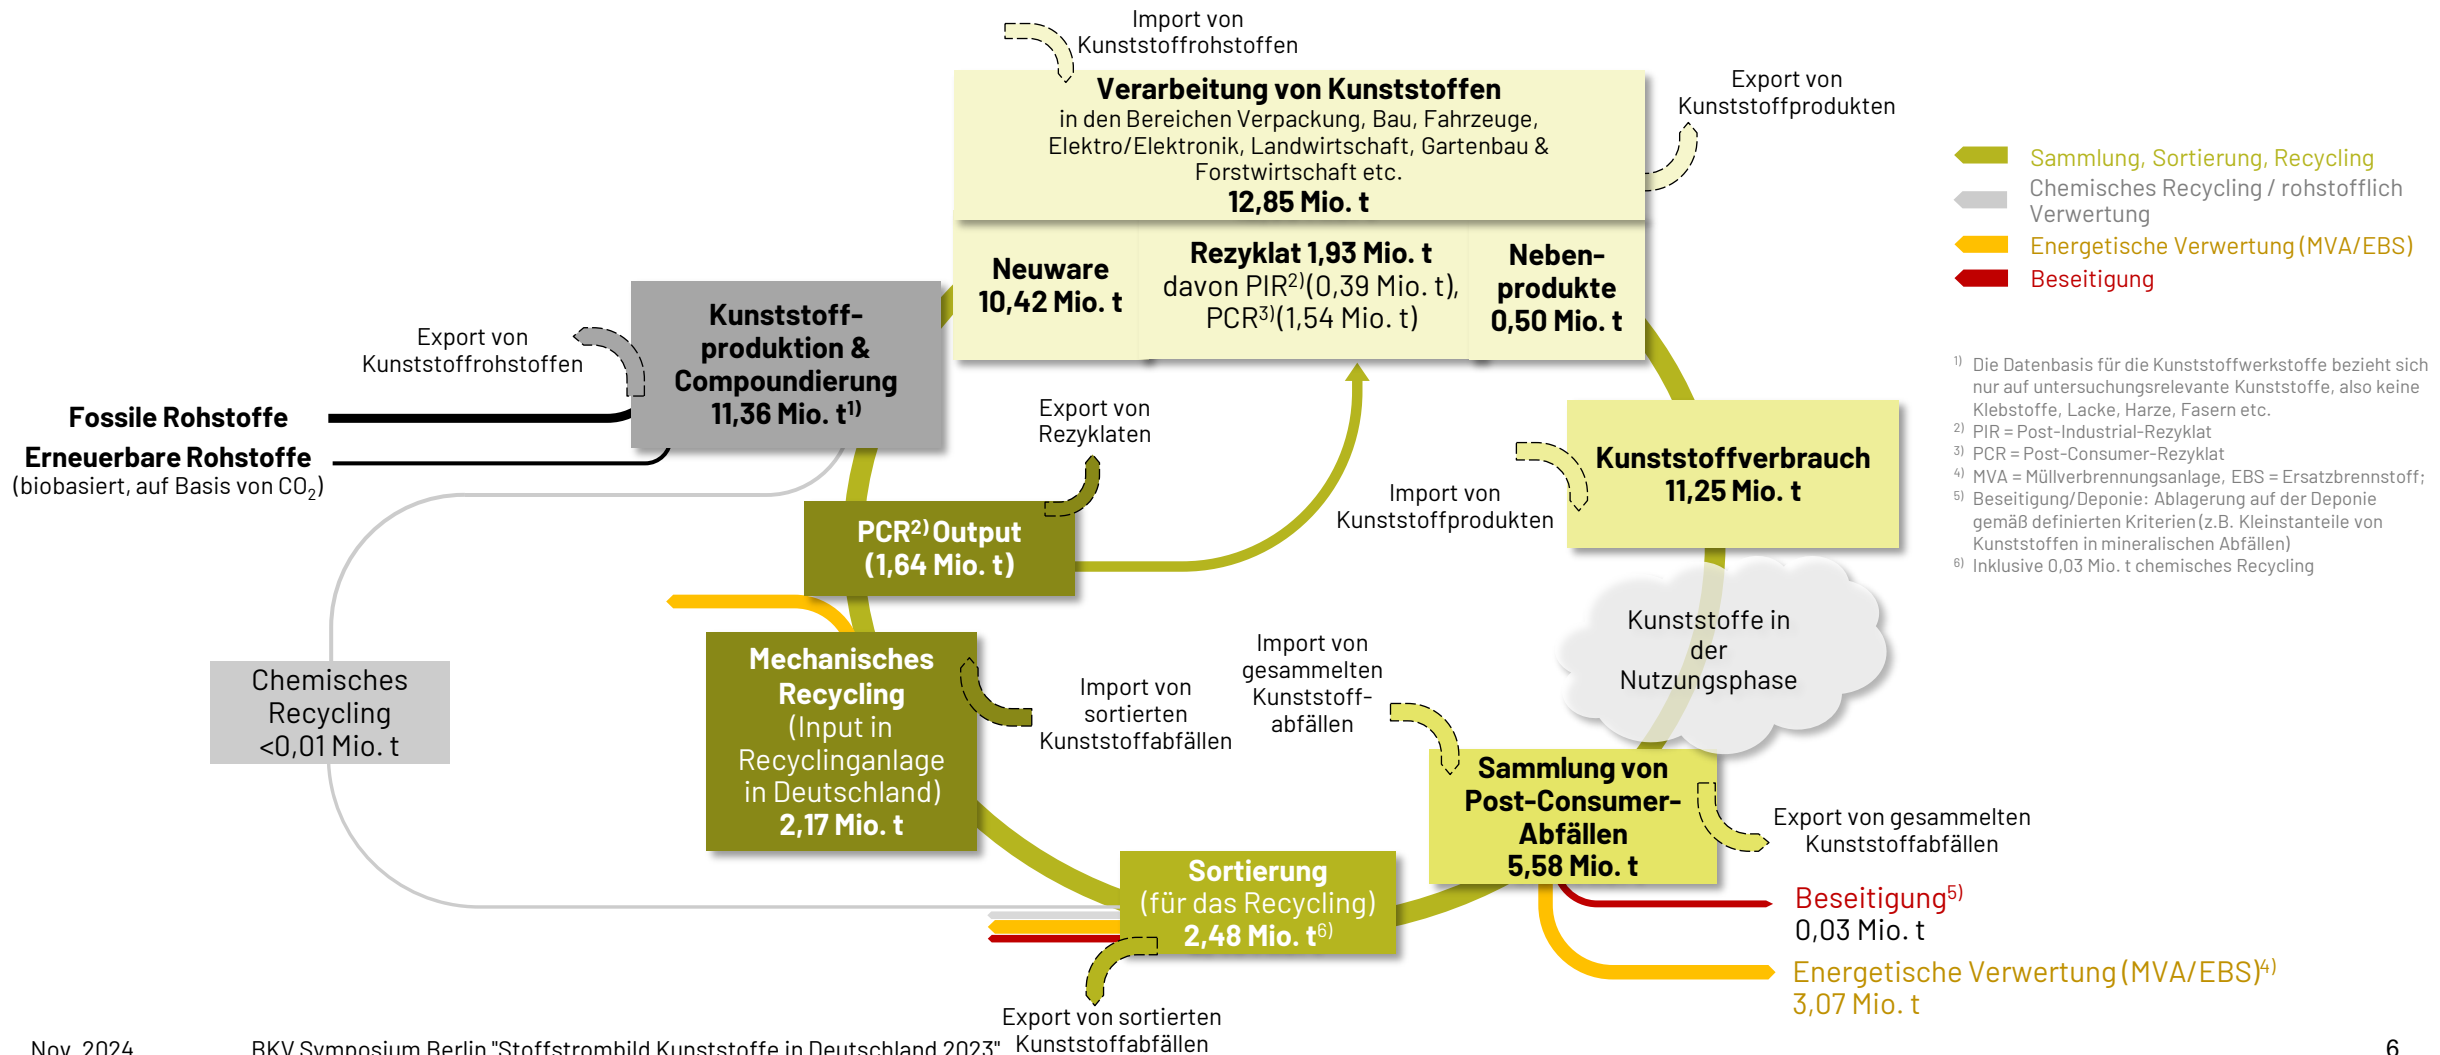 Import von
Kunststoffrohstoffen
Verarbeitung von Kunststoffen
in den Bereichen Verpackung, Bau, Fahrzeuge,
Elektro/Elektronik, Landwirtschaft, Gartenbau &
Forstwirtschaft etc.
12,85 Mio. t
Export von
Kunststoffprodukten
Neuware
10,42 Mio. t
Rezyklat 1,93 Mio. t
davon PIR2) (0,39 Mio. t),
PCR3) (1,54 Mio. t)
Neben-
produkte
0,50 Mio. t
Sammlung, Sortierung, Recycling
Chemisches Recycling / rohstofflich
Verwertung
Energetische Verwertung (MVA/EBS)
Beseitigung
1) Die Datenbasis für die Kunststoffwerkstoffe bezieht sich
nur auf untersuchungsrelevante Kunststoffe, also keine
Klebstoffe, Lacke, Harze, Fasern etc.
2) PIR = Post-Industrial-Rezyklat
3) PCR = Post-Consumer-Rezyklat
4) MVA = Müllverbrennungsanlage, EBS = Ersatzbrennstoff;
5) Beseitigung/Deponie: Ablagerung auf der Deponie
gemäß definierten Kriterien (z.B. Kleinstanteile von
Kunststoffen in mineralischen Abfällen)
6) Inklusive 0,03 Mio. t chemisches Recycling
Kunststoff-
produktion &
Compoundierung
11,36 Mio. t1)
Export von
Kunststoffrohstoffen
Fossile Rohstoffe
Erneuerbare Rohstoffe
(biobasiert, auf Basis von CO2)
Export von
Rezyklaten
PCR2) Output
(1,64 Mio. t)
Import von
Kunststoffprodukten
Kunststoffverbrauch
11,25 Mio. t
Kunststoffe in
der
Nutzungsphase
Chemisches
Recycling
<0,01 Mio. t
Mechanisches
Recycling
(Input in
Recyclinganlage
in Deutschland)
2,17 Mio. t
Import von
sortierten
Kunststoffabfällen
Import von
gesammelten
Kunststoff-
abfällen
Sammlung von
Post-Consumer-
Abfällen
5,58 Mio. t
Export von gesammelten
Kunststoffabfällen
Sortierung
(für das Recycling)
2,48 Mio. t6)
Beseitigung5)
0,03 Mio. t
Energetische Verwertung (MVA/EBS)4)
3,07 Mio. t
Export von sortierten
Kunststoffabfällen
Nov. 2024
BKV Symposium Berlin "Stoffstrombild Kunststoffe in Deutschland 2023"
6